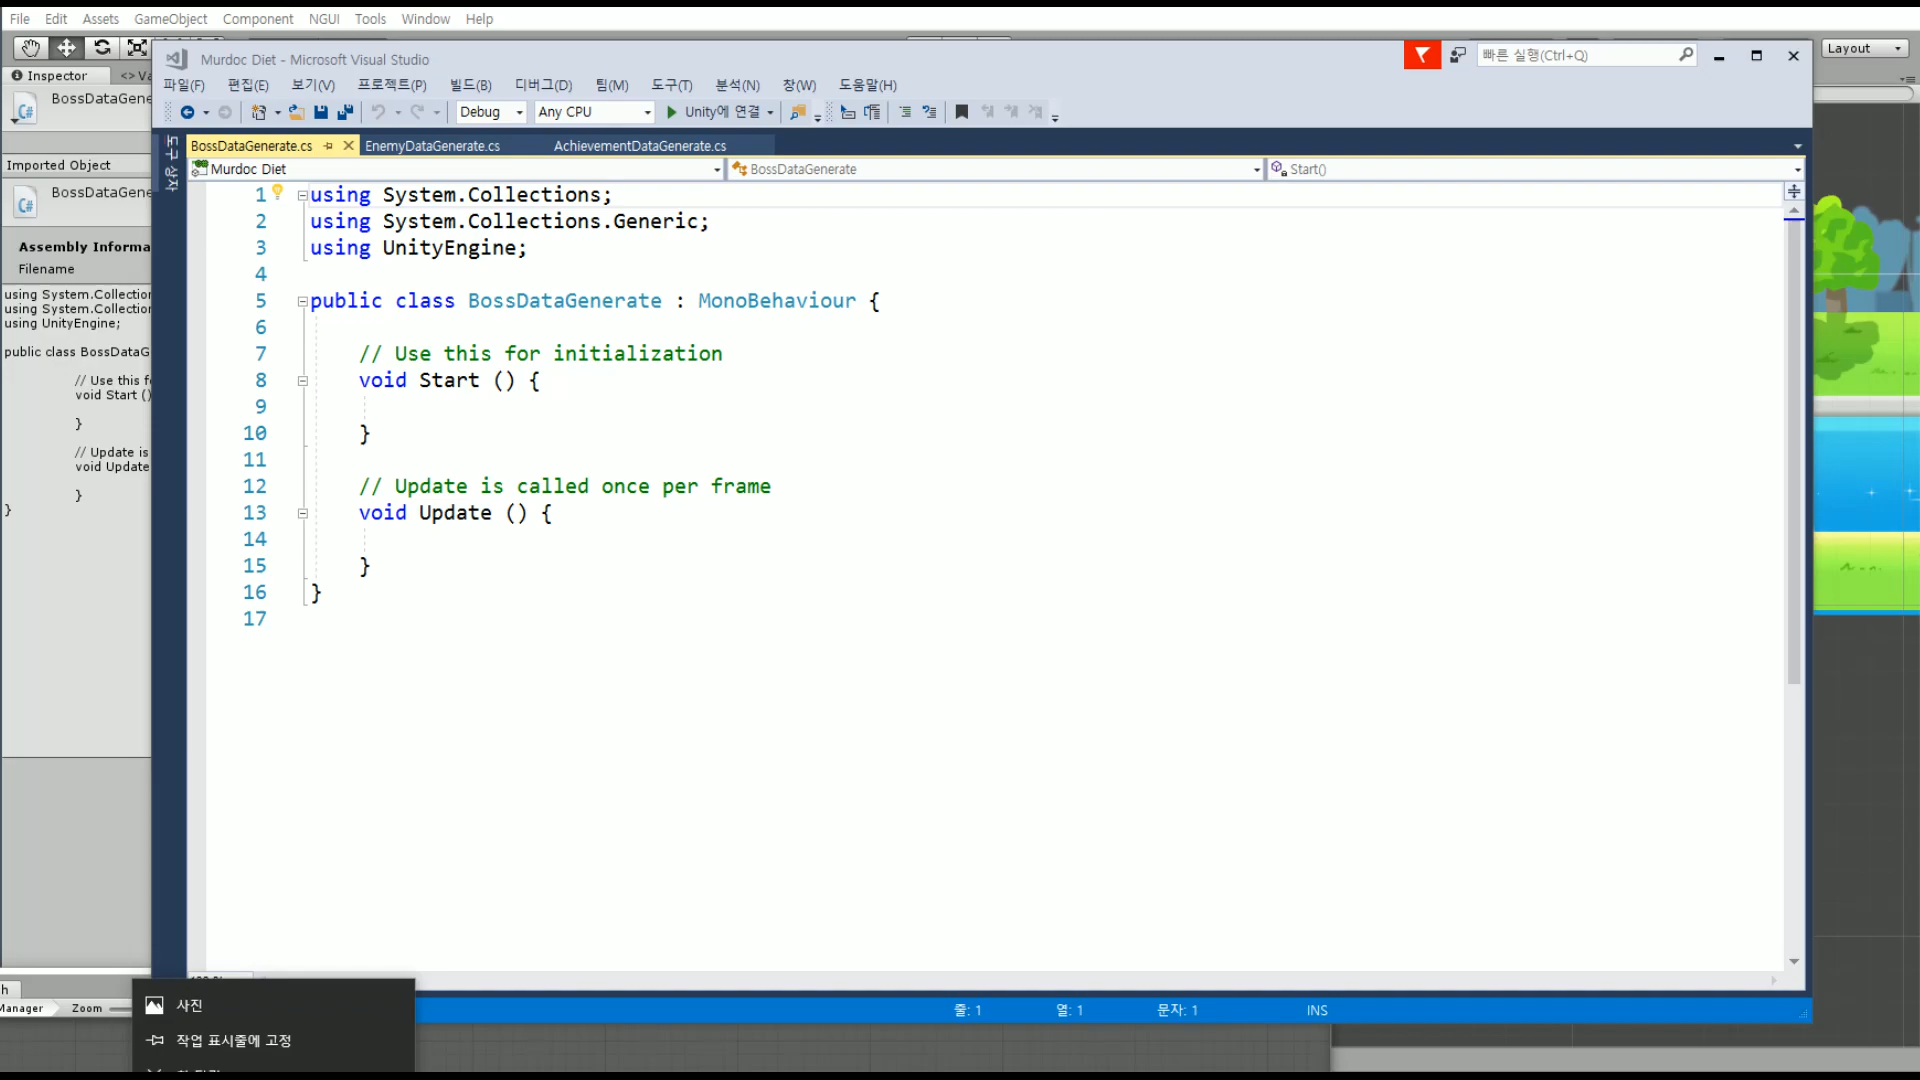 File Edit Assets GameObject Component NGUI Tools Window Help
Murdoc Diet - Microsoft Visual Studio
빠른 실행(Ctrl+Q)
Layout
Inspector
BossDataGene
파일(F) 편집(E) 보기(V) 프로젝트(P) 빌드(B) 디버그(D) 팀(M) 도구(T) 분석(N) 창(W) 도움말(H)
Debug Any CPU Unity에 연결
도구 상자
BossDataGenerate.cs EnemyDataGenerate.cs AchievementDataGenerate.cs
Imported Object
Murdoc Diet BossDataGenerate Start()
BossDataGene
Assembly Informa
Filename
using System.Collection
using System.Collection
using UnityEngine;
public class BossDataG
// Use this fo
void Start ()
}
// Update is
void Update
}
}
1 using System.Collections;
2 using System.Collections.Generic;
3 using UnityEngine;
4
5 public class BossDataGenerate : MonoBehaviour {
6
7 // Use this for initialization
8 void Start () {
9
10 }
11
12 // Update is called once per frame
13 void Update () {
14
15 }
16 }
17
Manager Zoom
사진
작업 표시줄에 고정
줄: 1 열: 1 문자: 1 INS